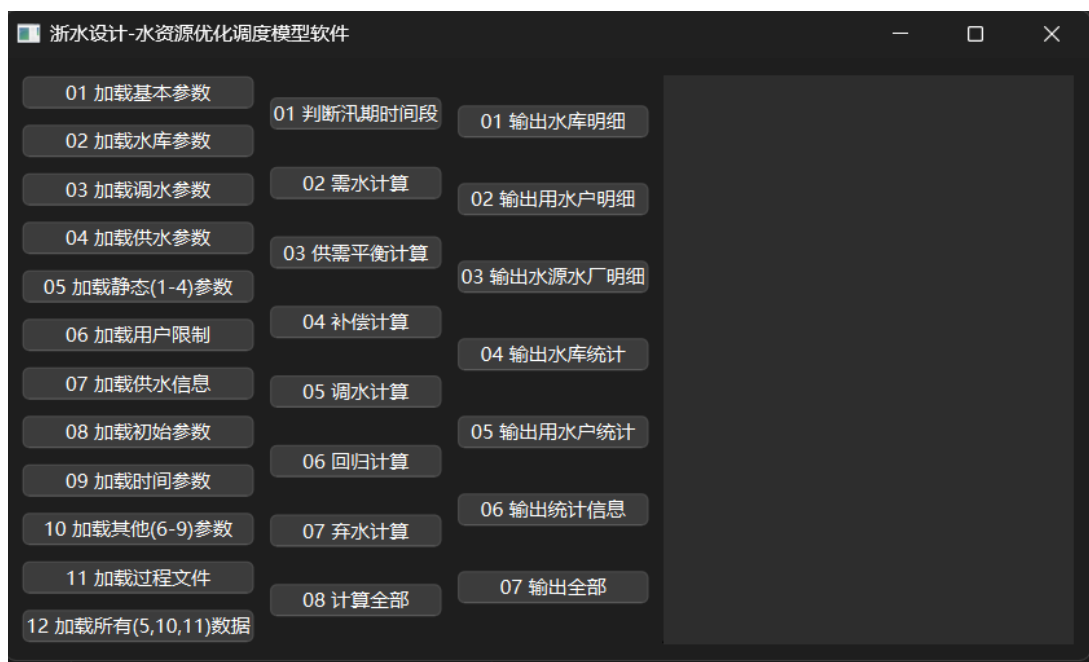 浙水设计-水资源优化调度模型软件
01 加载基本参数
02 加载水库参数
03 加载调水参数
04 加载供水参数
05 加载静态(1-4)参数
06 加载用户限制
07 加载供水信息
08 加载初始参数
09 加载时间参数
10 加载其他(6-9)参数
11 加载过程文件
12 加载所有(5,10,11)数据
01 判断汛期时间段
02 需水计算
03 供需平衡计算
04 补偿计算
05 调水计算
06 回归计算
07 弃水计算
08 计算全部
01 输出水库明细
02 输出用水户明细
03 输出水源水厂明细
04 输出水库统计
05 输出用水户统计
06 输出统计信息
07 输出全部